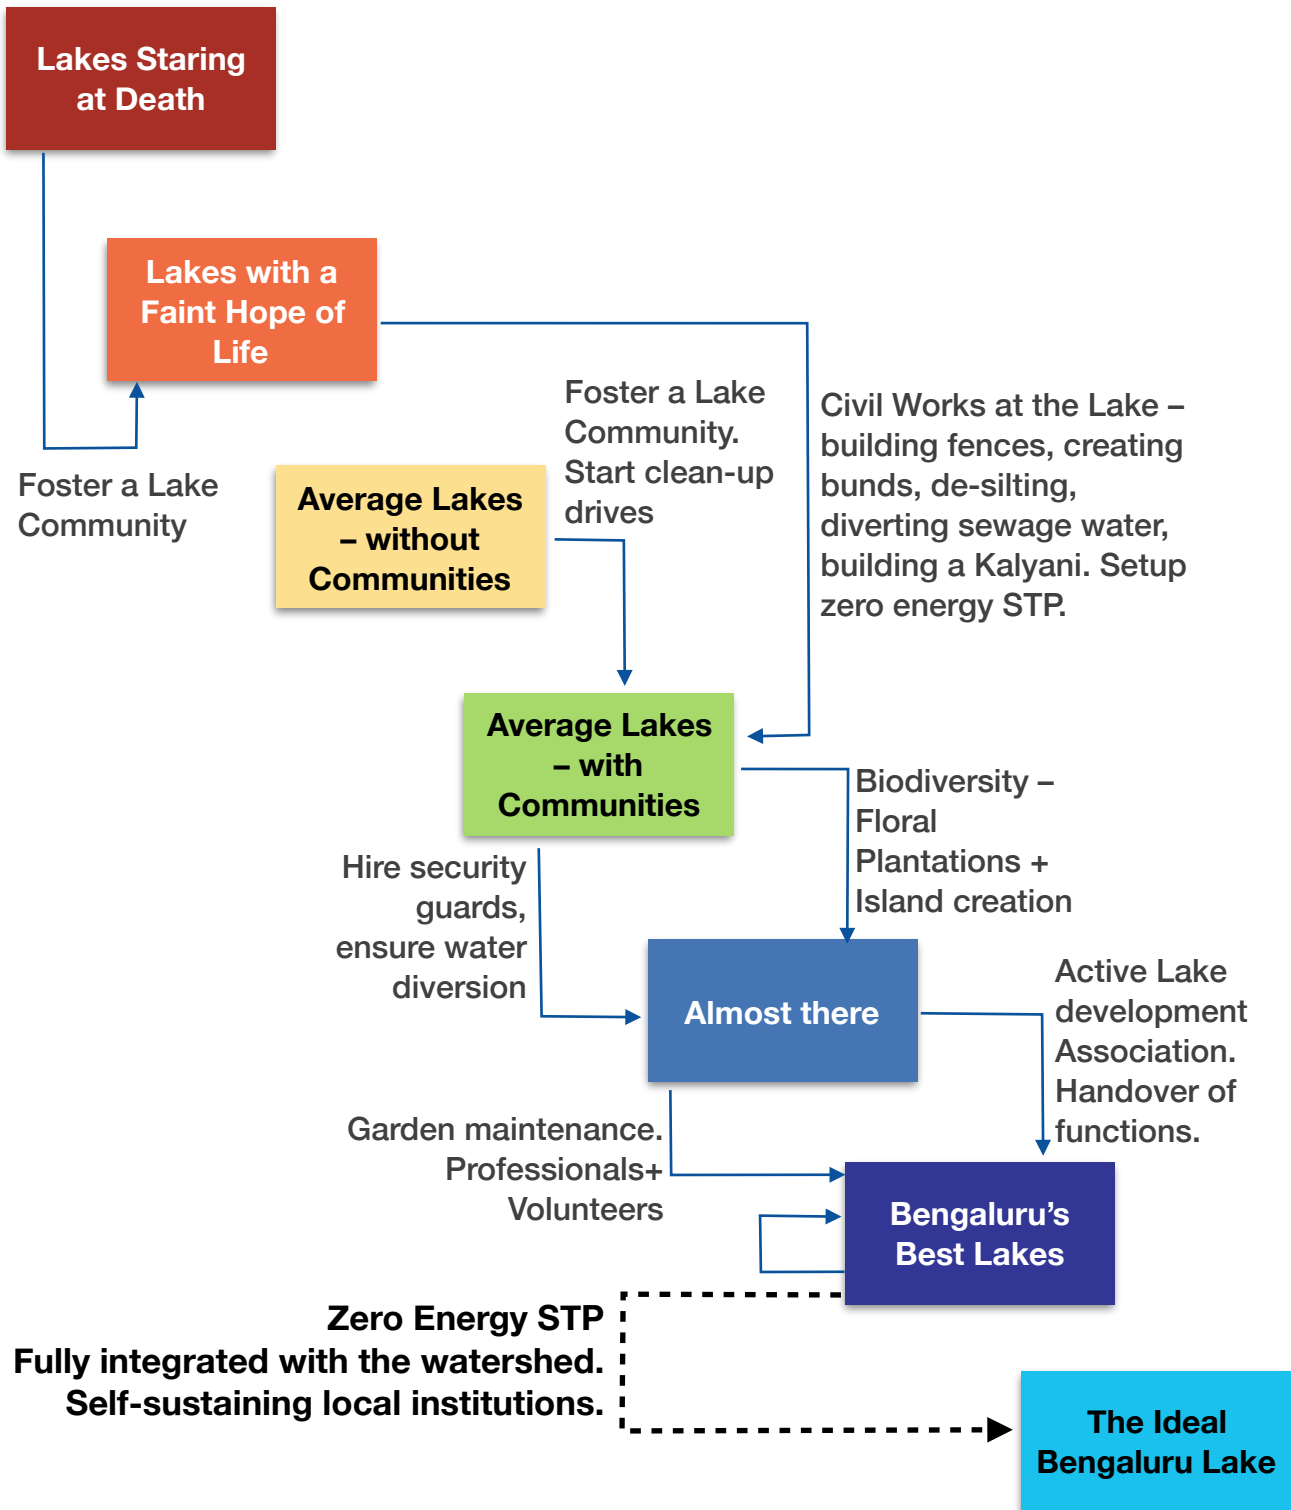 Lakes Staring
at Death
Lakes with a
Faint Hope of
Life
Foster a Lake
Community
Average Lakes
– without
Communities
Foster a Lake
Community.
Start clean-up
drives
Civil Works at the Lake –
building fences, creating
bunds, de-silting,
diverting sewage water,
building a Kalyani. Setup
zero energy STP.
Average Lakes
– with
Communities
Hire security
guards,
ensure water
diversion
Biodiversity –
Floral
Plantations +
Island creation
Almost there
Active Lake
development
Association.
Handover of
functions.
Garden maintenance.
Professionals+
Volunteers
Bengaluru’s
Best Lakes
Zero Energy STP
Fully integrated with the watershed.
Self-sustaining local institutions.
The Ideal
Bengaluru Lake